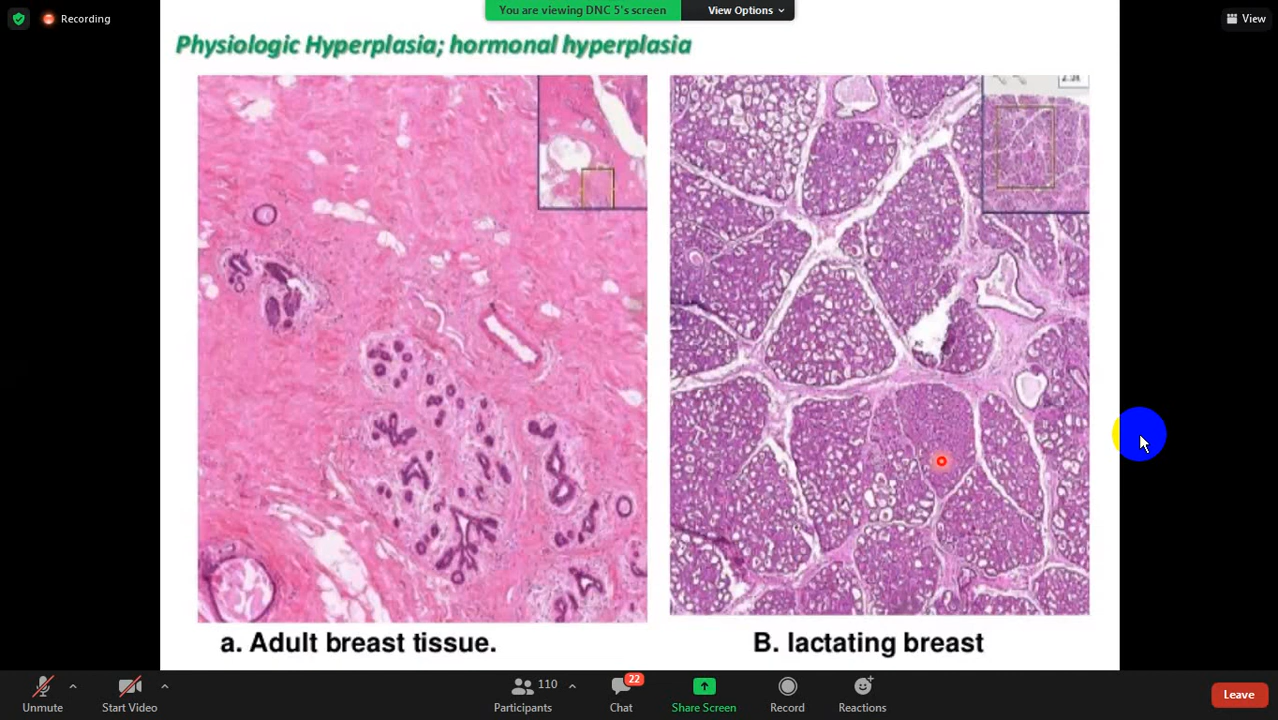 You are viewing DNC 5's screen
View Options
Recording
View
Physiologic Hyperplasia; hormonal hyperplasia
a. Adult breast tissue.
B. lactating breast
Unmute
Start Video
110
Participants
22
Chat
Share Screen
Record
Reactions
Leave